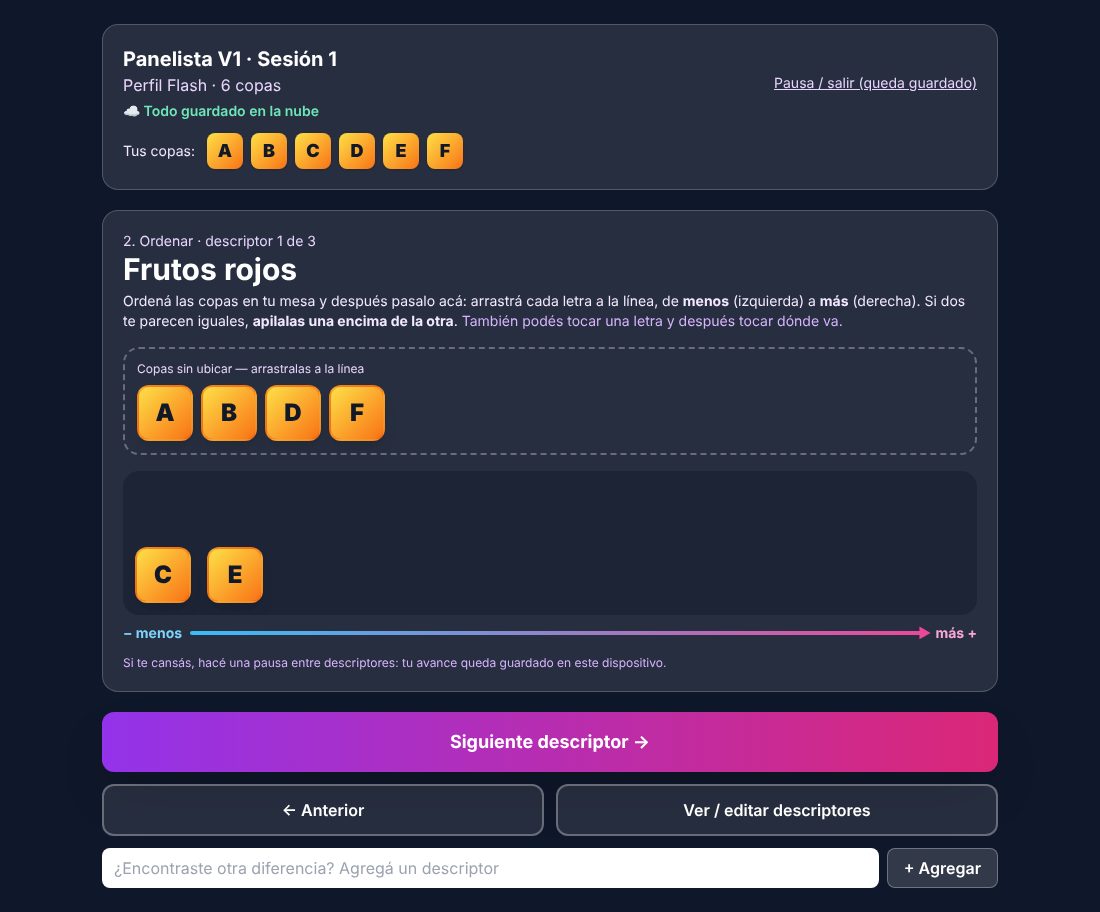 Panelista V1 · Sesión 1
Perfil Flash · 6 copas
Pausa / salir (queda guardado)
☁️ Todo guardado en la nube
Tus copas: A B C D E F
2. Ordenar · descriptor 1 de 3
Frutos rojos
Ordená las copas en tu mesa y después pasalo acá: arrastrá cada letra a la línea, de menos (izquierda) a más (derecha). Si dos
te parecen iguales, apilalas una encima de la otra. También podés tocar una letra y después tocar dónde va.
Copas sin ubicar — arrastralas a la línea
A B D F
C E
– menos más +
Si te cansás, hacé una pausa entre descriptores: tu avance queda guardado en este dispositivo.
Siguiente descriptor →
← Anterior Ver / editar descriptores
¿Encontraste otra diferencia? Agregá un descriptor + Agregar